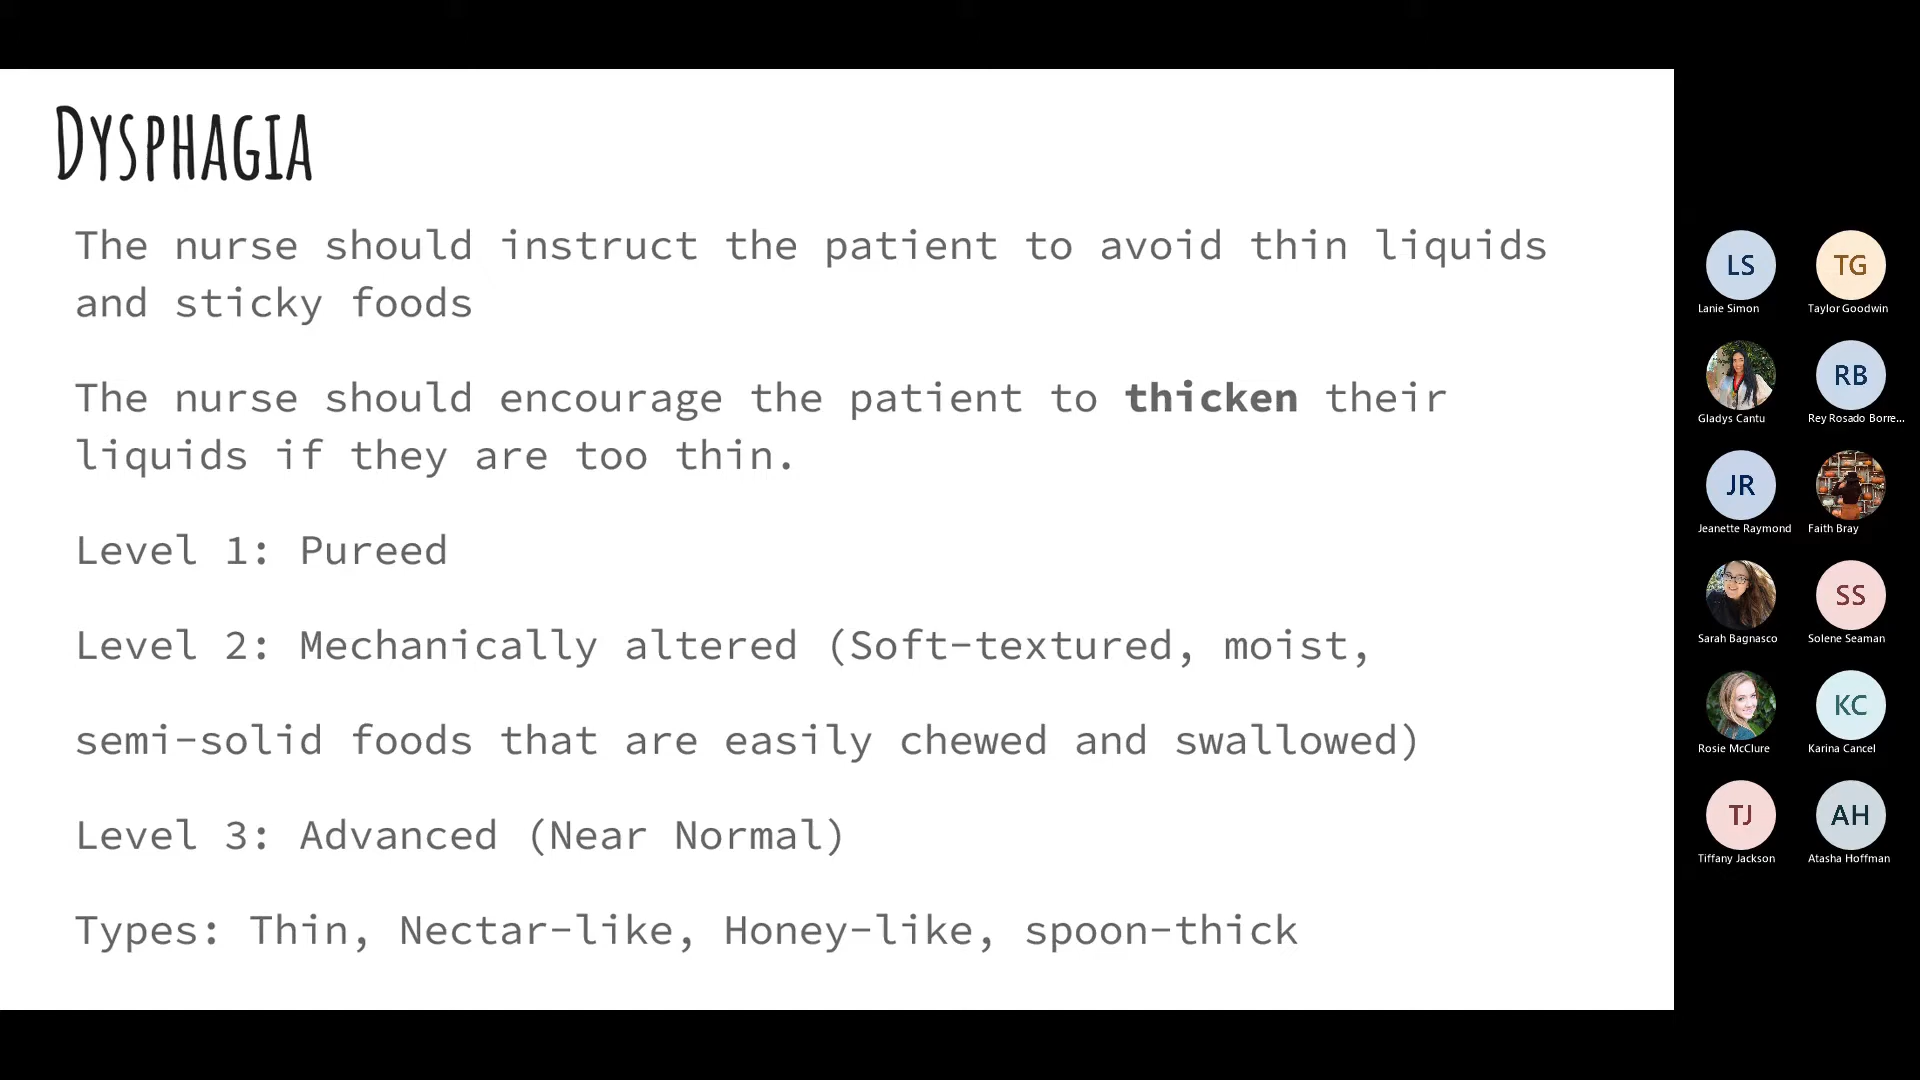 Dysphagia
The nurse should instruct the patient to avoid thin liquids
and sticky foods
The nurse should encourage the patient to thicken their
liquids if they are too thin.
Level 1: Pureed
Level 2: Mechanically altered (Soft-textured, moist,
semi-solid foods that are easily chewed and swallowed)
Level 3: Advanced (Near Normal)
Types: Thin, Nectar-like, Honey-like, spoon-thick
LS TG
Lanie Simon Taylor Goodwin
RB
Gladys Cantu Rey Rosado Borre...
JR
Jeanette Raymond Faith Bray
SS
Sarah Bagnasco Solene Seaman
KC
Rosie McClure Karina Cancel
TJ AH
Tiffany Jackson Atasha Hoffman